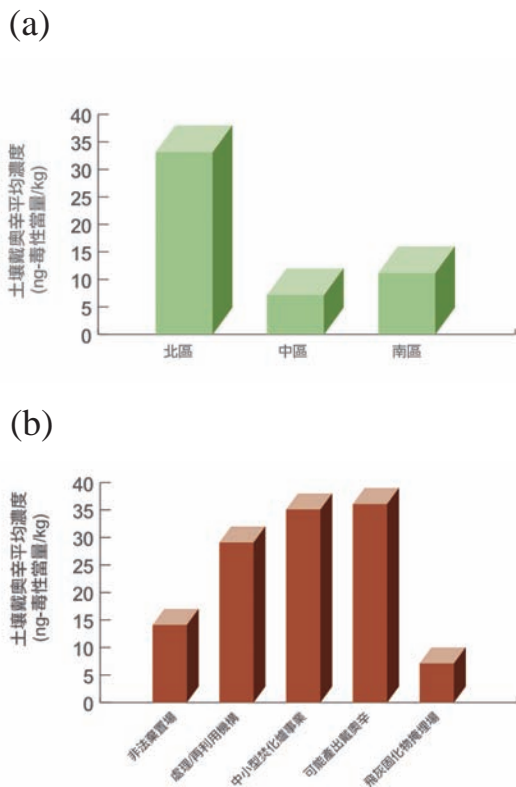 (a)
土壤戴奧辛平均濃度
(ng-毒性當量/kg)
40
35
30
25
20
15
10
5
0
北區
中區
南區
(b)
土壤戴奧辛平均濃度
(ng-毒性當量/kg)
40
35
30
25
20
15
10
5
0
非法棄置場
處理/再利用機構
中小型焚化爐事業
可能產出戴奧辛
飛灰固化物掩埋場